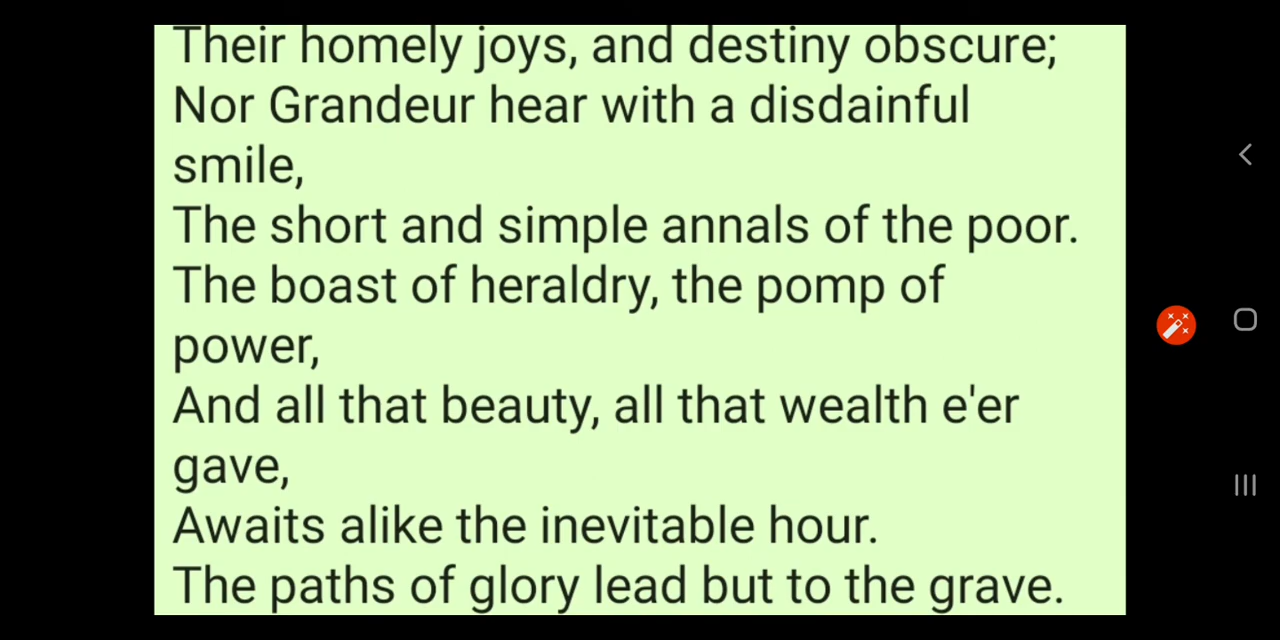 Their homely joys, and destiny obscure;
Nor Grandeur hear with a disdainful
smile,
The short and simple annals of the poor.
The boast of heraldry, the pomp of
power,
And all that beauty, all that wealth e'er
gave,
Awaits alike the inevitable hour.
The paths of glory lead but to the grave.